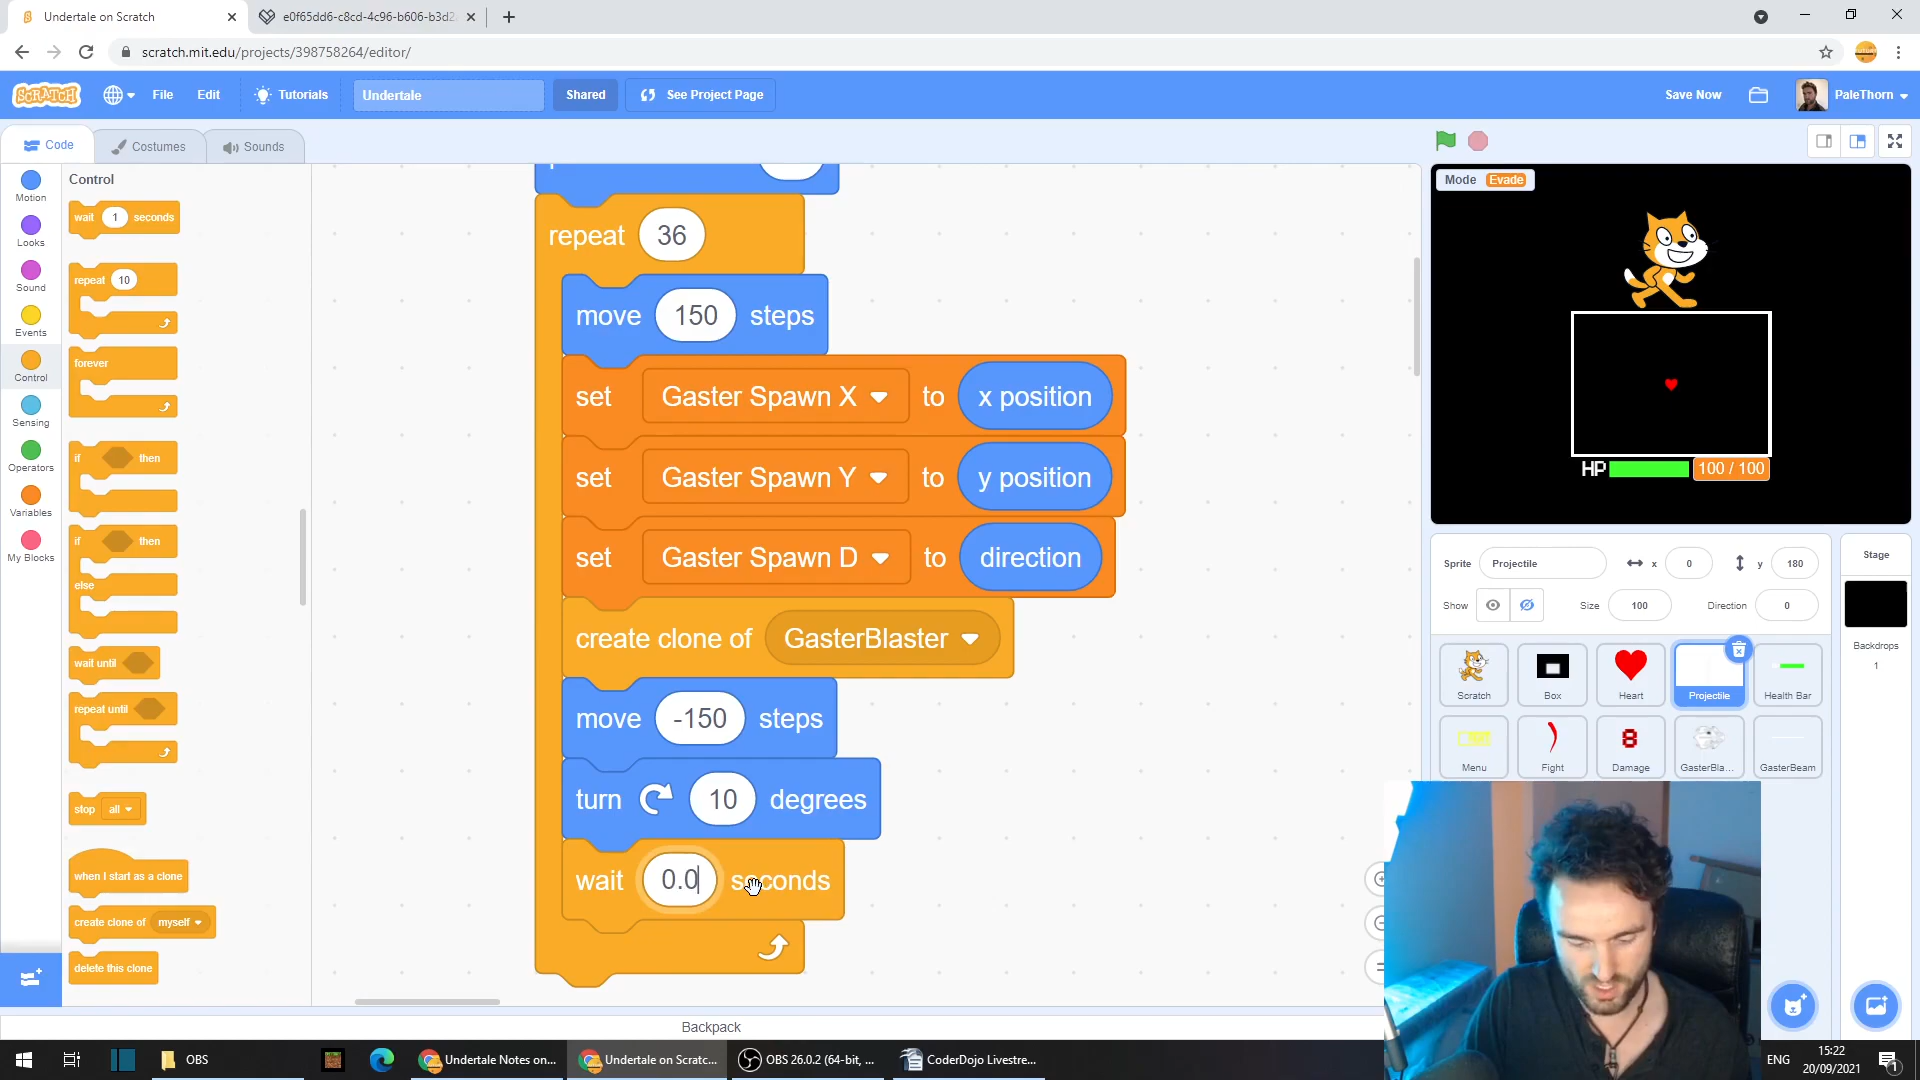 Undertale on Scratch
e0f65dd6-c8cd-4c96-b606-b3d2
scratch.mit.edu/projects/398758264/editor/
SCRATCH
File
Edit
Tutorials
Undertale
Shared
See Project Page
Save Now
PaleThorn
Code
Costumes
Sounds
Motion
Looks
Sound
Events
Control
Sensing
Operators
Variables
My Blocks
Control
wait 1 seconds
repeat 10
forever
if then
if then
else
wait until
repeat until
stop all
when I start as a clone
create clone of myself
delete this clone
repeat 36
move 150 steps
set Gaster Spawn X to x position
set Gaster Spawn Y to y position
set Gaster Spawn D to direction
create clone of GasterBlaster
move -150 steps
turn 10 degrees
wait 0.0 seconds
Backpack
Mode Evade
HP 100 / 100
Sprite Projectile x 0 y 180
Show Size 100 Direction 0
Scratch
Box
Heart
Projectile
Health Bar
Menu
Fight
Damage
GasterBla...
GasterBeam
Stage
Backdrops
1
OBS
Undertale Notes on...
Undertale on Scratc...
OBS 26.0.2 (64-bit, ...
CoderDojo Livestre...
ENG
15:22
20/09/2021
1